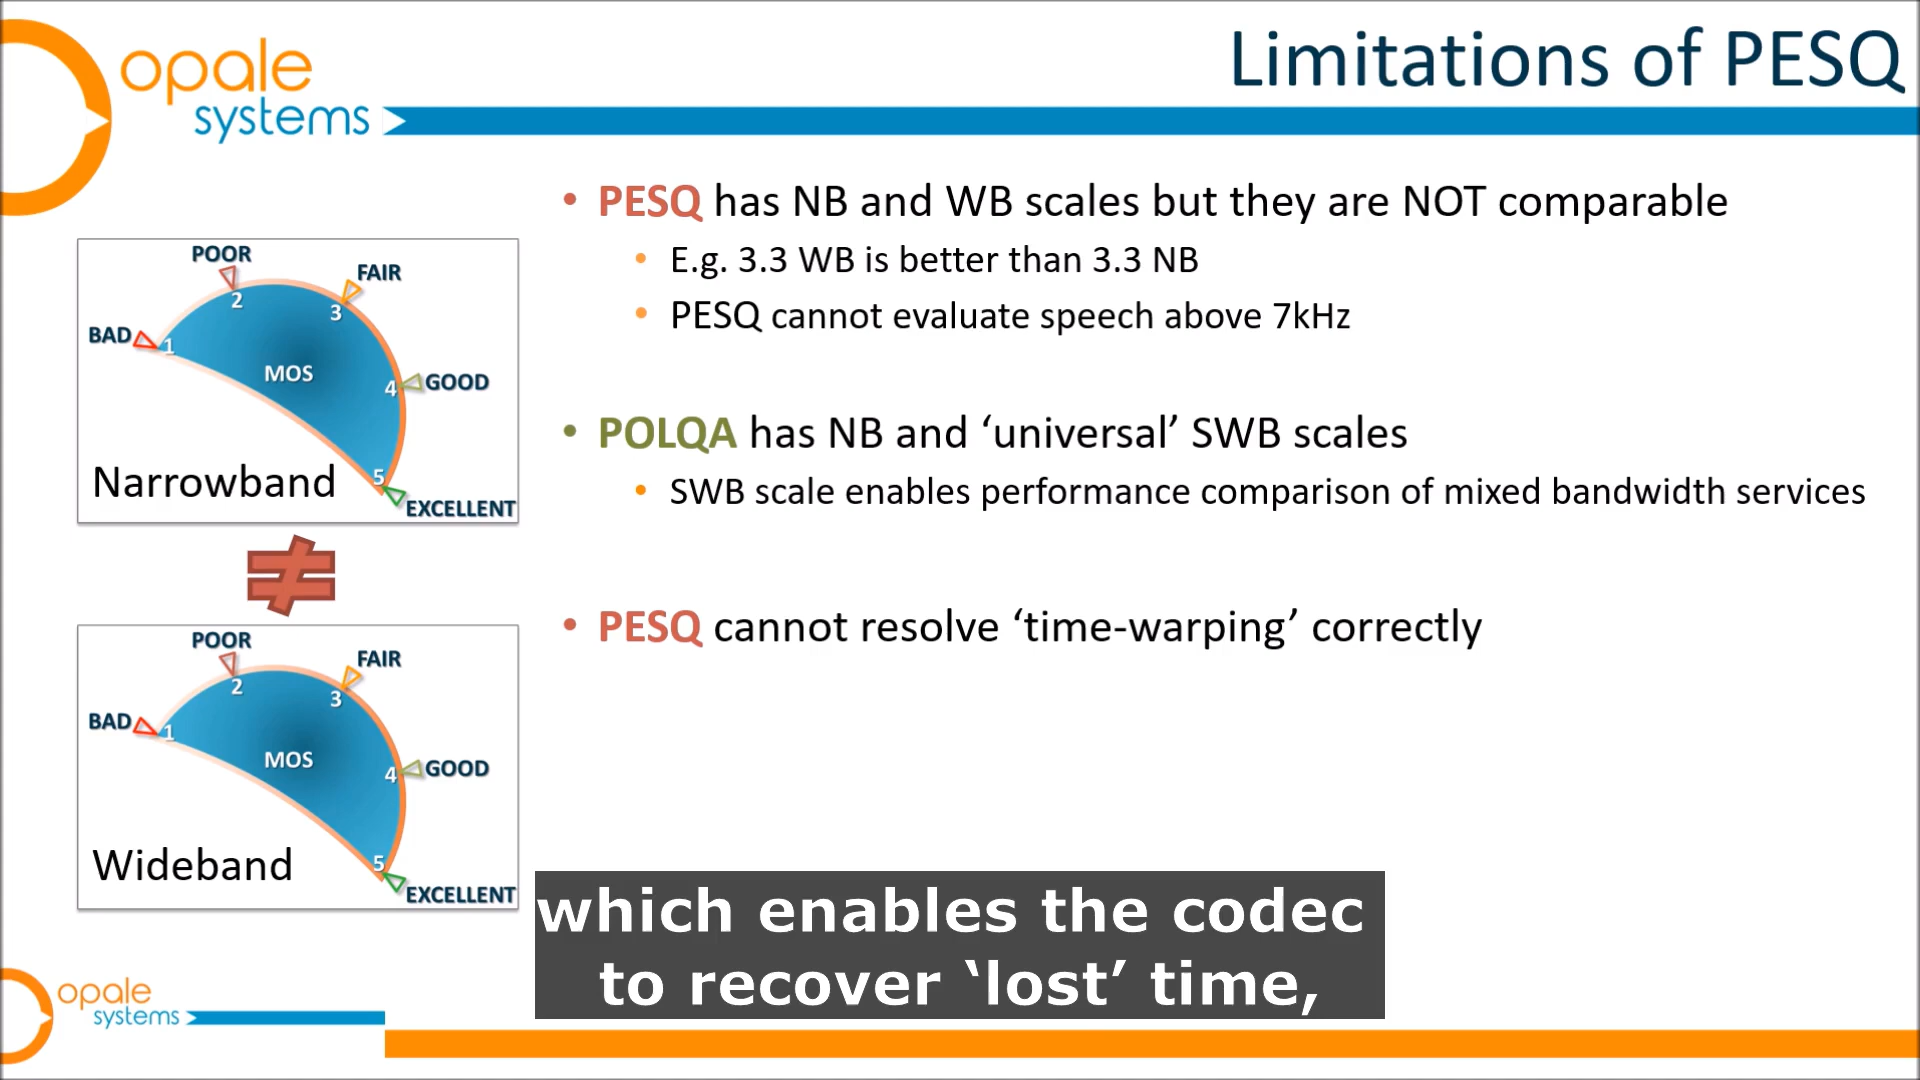 opale
systems
Limitations of PESQ
• PESQ has NB and WB scales but they are NOT comparable
• E.g. 3.3 WB is better than 3.3 NB
• PESQ cannot evaluate speech above 7kHz
• POLQA has NB and ‘universal’ SWB scales
• SWB scale enables performance comparison of mixed bandwidth services
• PESQ cannot resolve ‘time-warping’ correctly
POOR
FAIR
2
3
BAD
1
MOS
4
GOOD
Narrowband
5
EXCELLENT
≠
POOR
FAIR
2
3
BAD
1
MOS
4
GOOD
Wideband
5
EXCELLENT
which enables the codec
to recover ‘lost’ time,
opale
systems